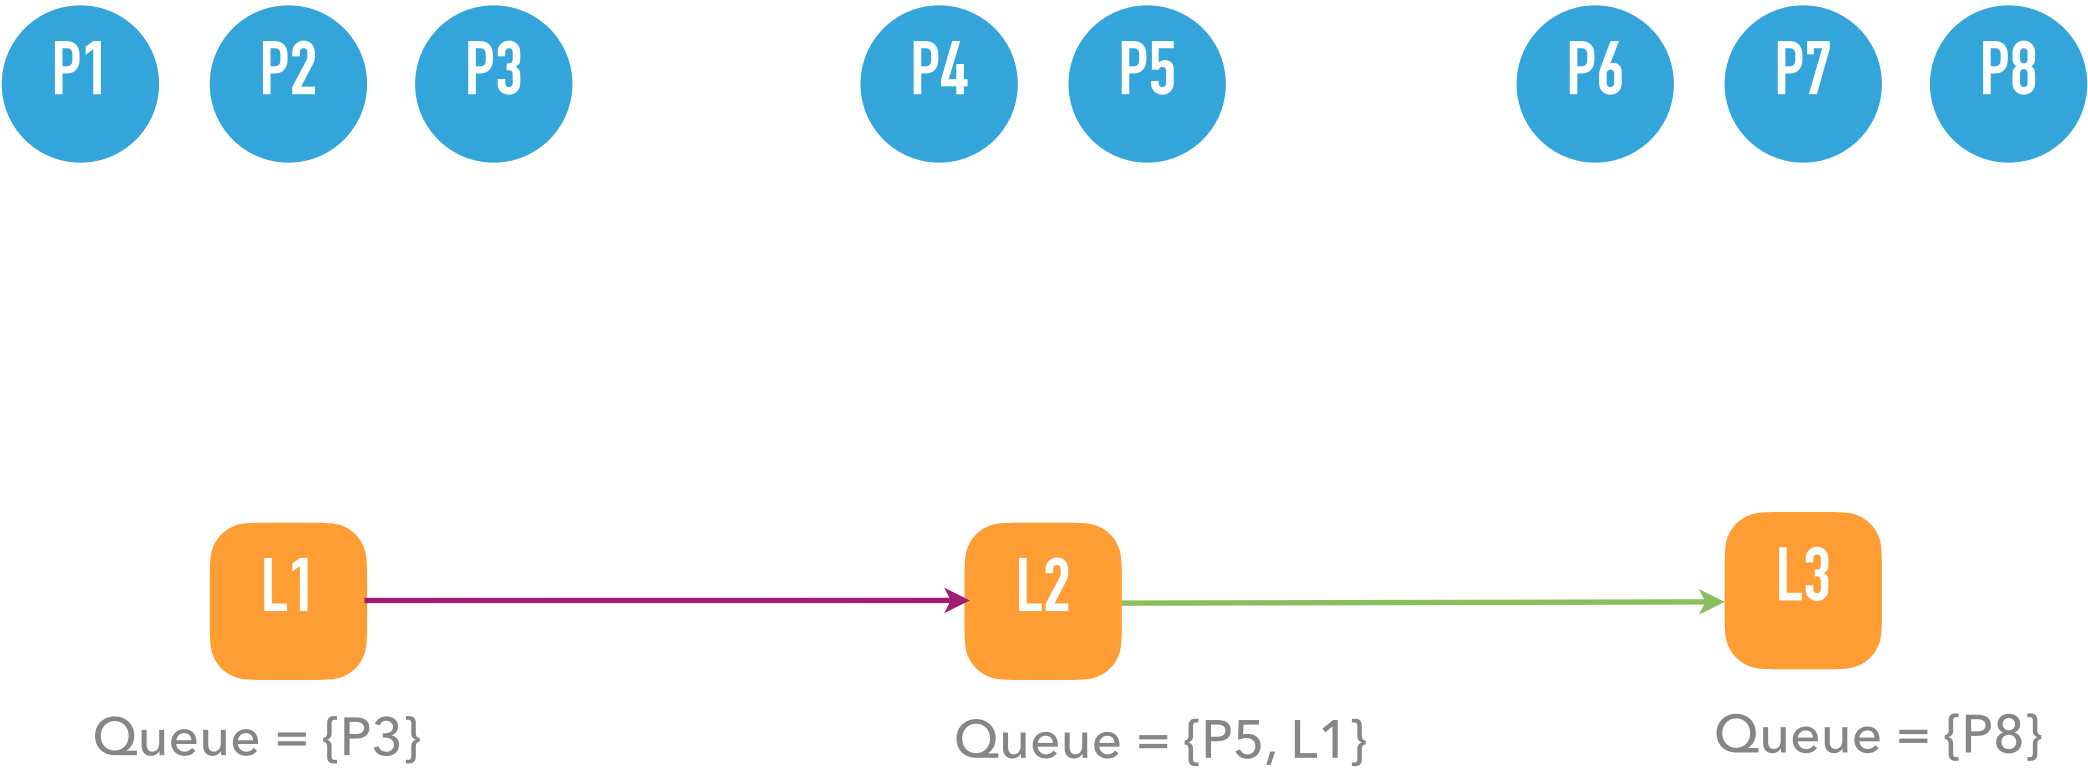 P1 P2 P3 P4 P5 P6 P7 P8
L1 L2 L3
Queue = {P3} Queue = {P5, L1} Queue = {P8}